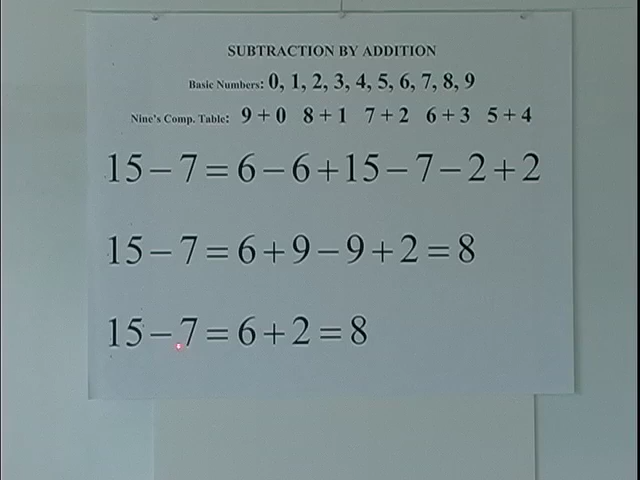 SUBTRACTION BY ADDITION
Basic Numbers: 0, 1, 2, 3, 4, 5, 6, 7, 8, 9
Nine's Comp. Table: 9 + 0 8 + 1 7 + 2 6 + 3 5 + 4
15 − 7 = 6 − 6 + 15 − 7 − 2 + 2
15 − 7 = 6 + 9 − 9 + 2 = 8
15 − 7 = 6 + 2 = 8